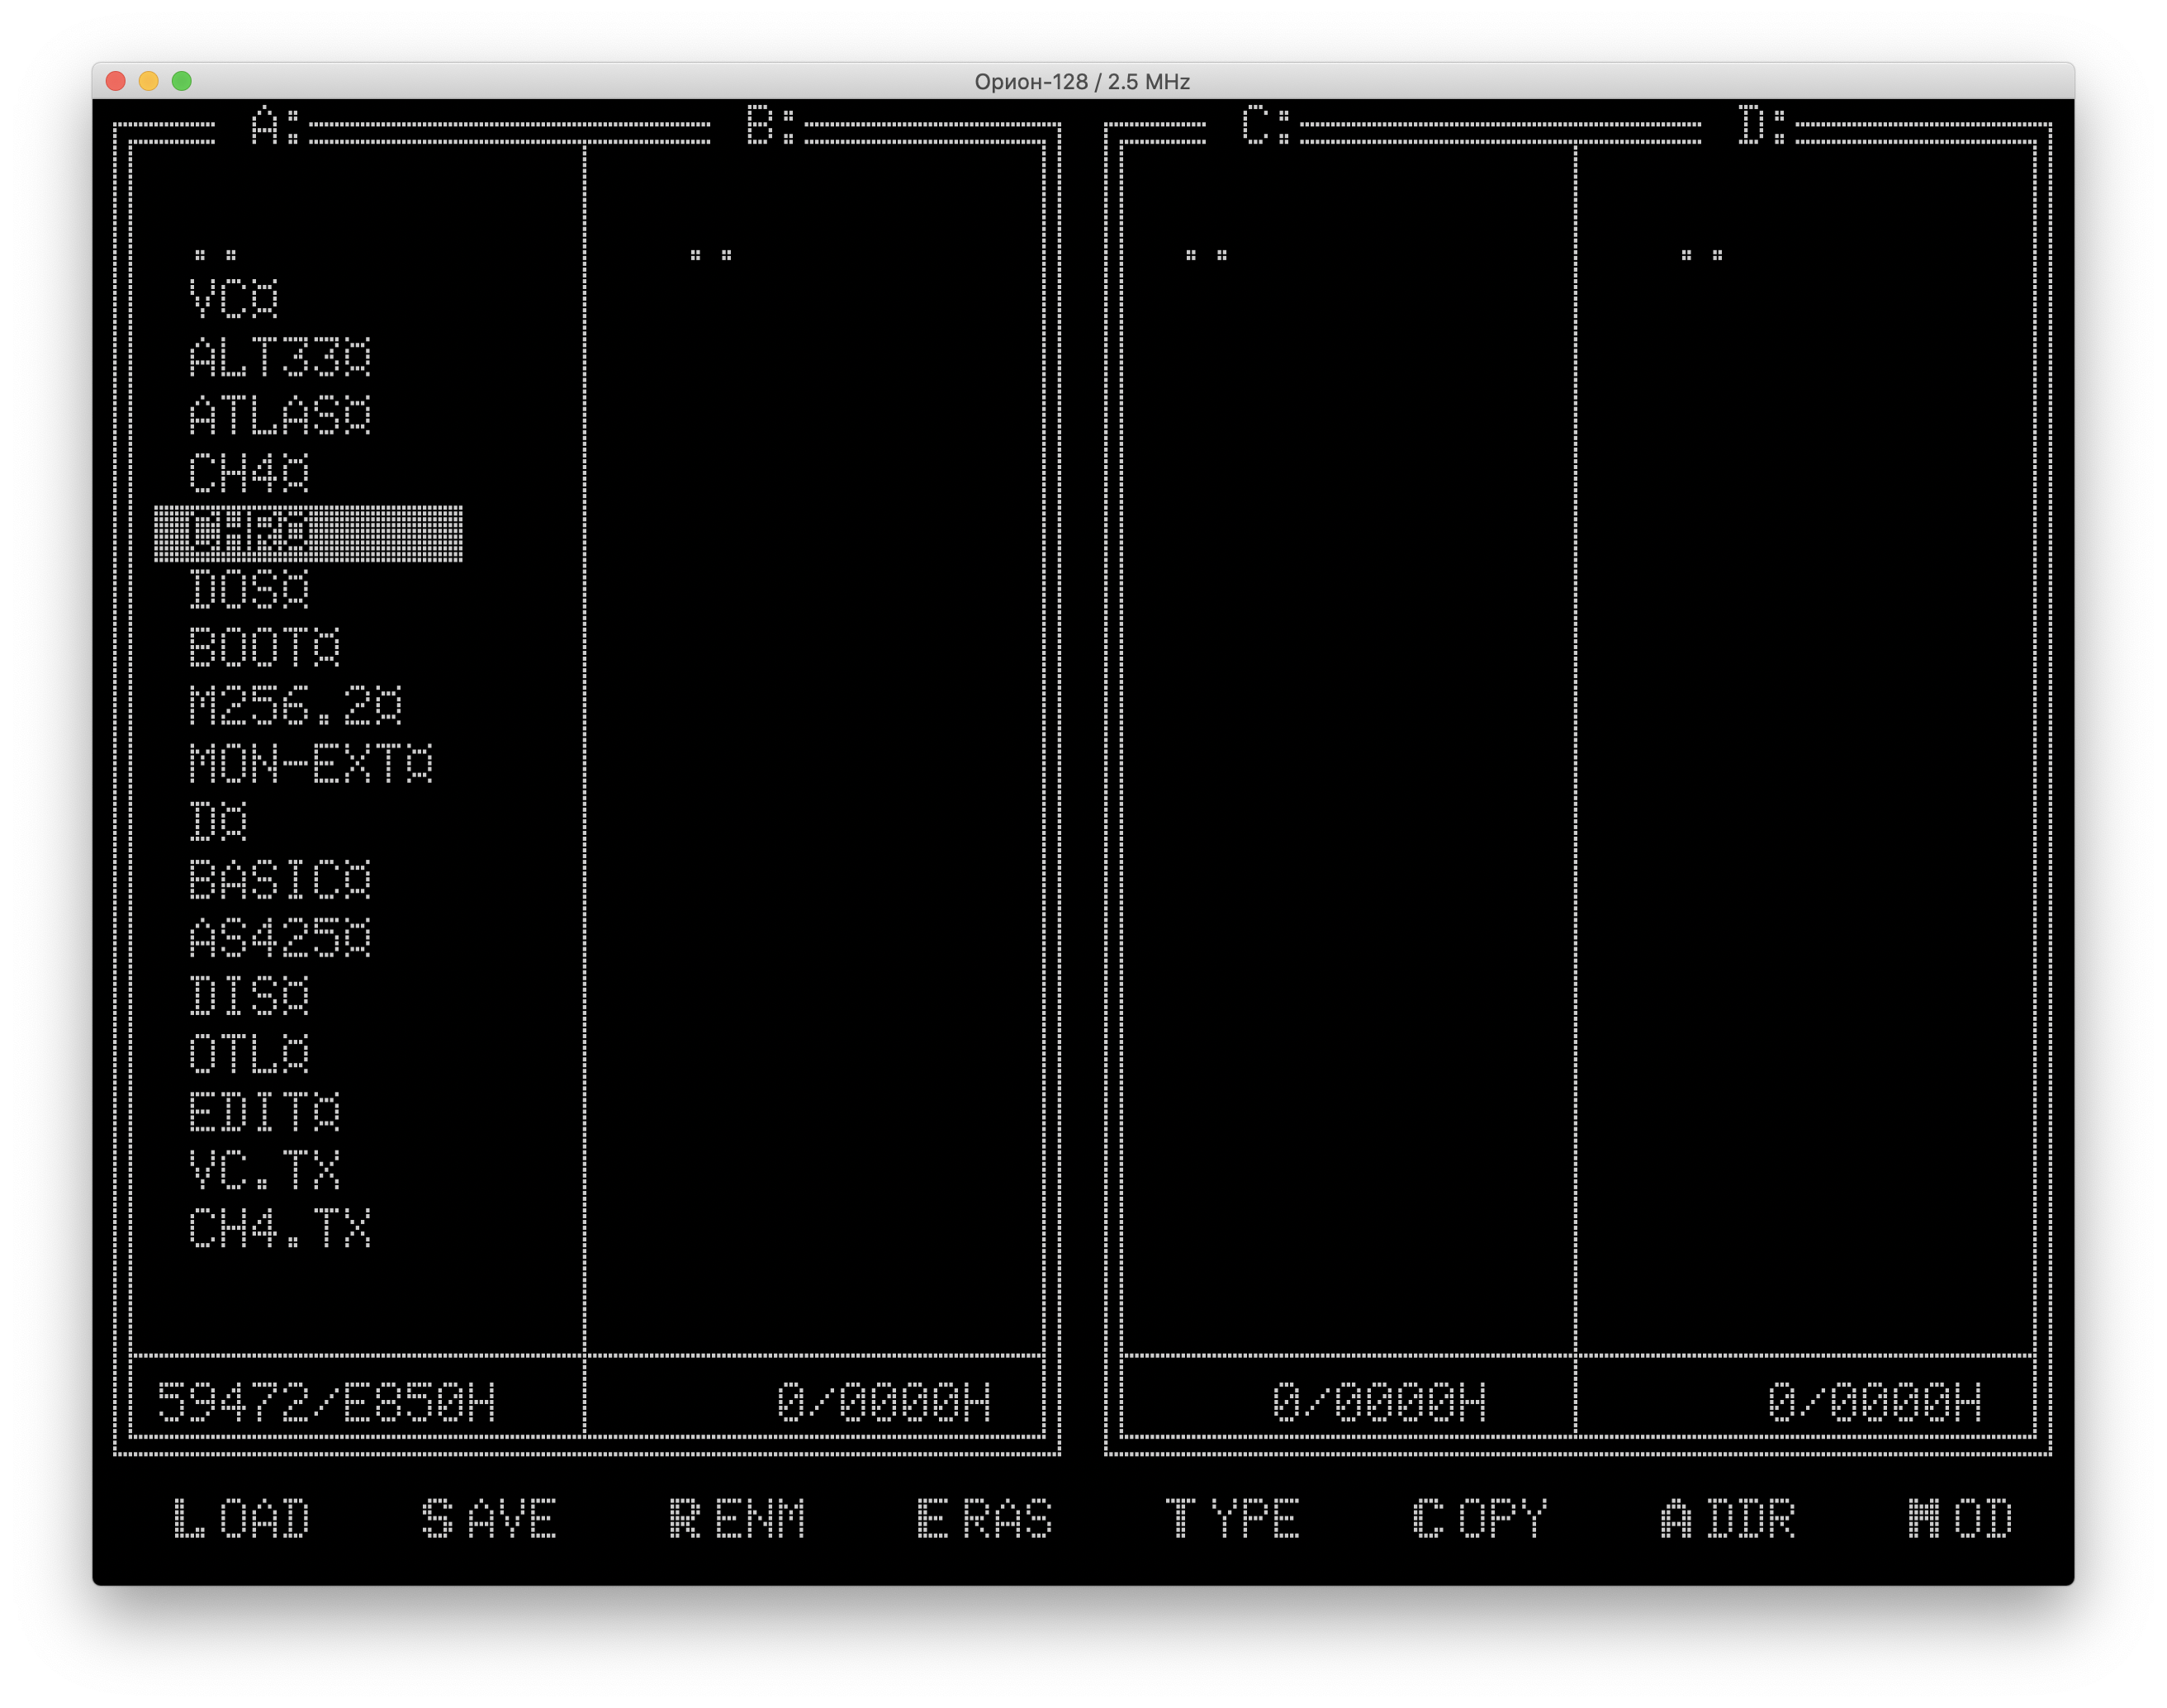 Орион-128 / 2.5 MHz
A: B: C: D:
.. .. .. ..
VC¤
ALT33¤
ATLAS¤
CH4¤
CHR¤
DOS¤
BOOT¤
M256.2¤
MON-EXT¤
D¤
BASIC¤
AS425¤
DIS¤
OTL¤
EDIT¤
VC.TX
CH4.TX
59472/E850H 0/0000H 0/0000H 0/0000H
LOAD SAVE RENM ERAS TYPE COPY ADDR MOD